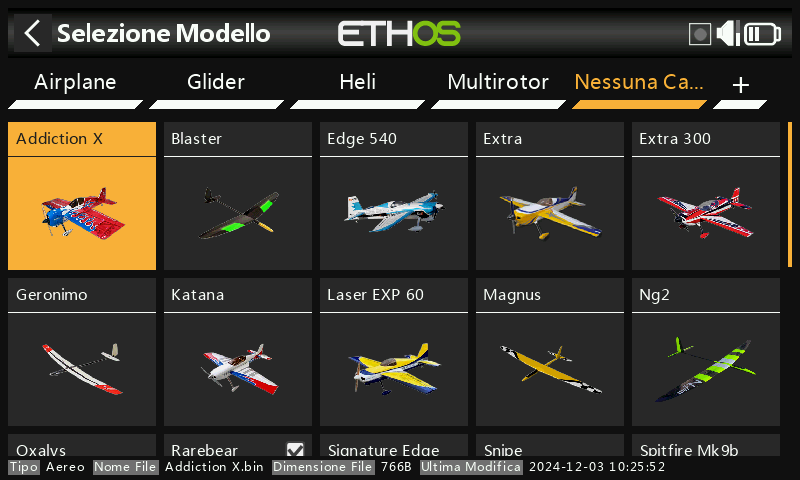 Selezione Modello
ETHOS
Airplane
Glider
Heli
Multirotor
Nessuna Ca...
+
Addiction X
Blaster
Edge 540
Extra
Extra 300
Geronimo
Katana
Laser EXP 60
Magnus
Ng2
Oxalys
Rarebear
Signature Edge
Snipe
Spitfire Mk9b
Tipo Aereo Nome File Addiction X.bin Dimensione File 766B Ultima Modifica 2024-12-03 10:25:52